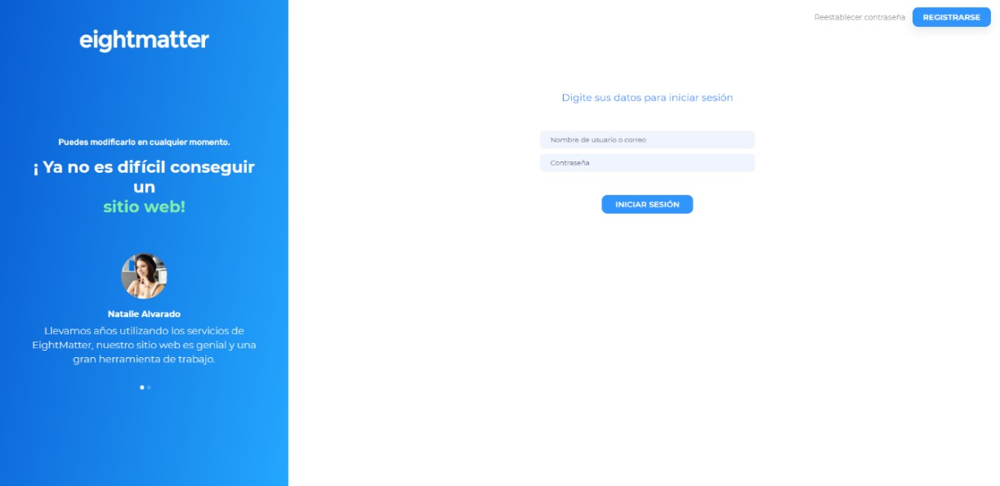 eightmatter
Puedes modificarlo en cualquier momento.
¡ Ya no es difícil conseguir
un
sitio web!
Natalie Alvarado
Llevamos años utilizando los servicios de
EightMatter, nuestro sitio web es genial y una
gran herramienta de trabajo.
Reestablecer contraseña
REGISTRARSE
Digite sus datos para iniciar sesión
Nombre de usuario o correo
Contraseña
INICIAR SESIÓN